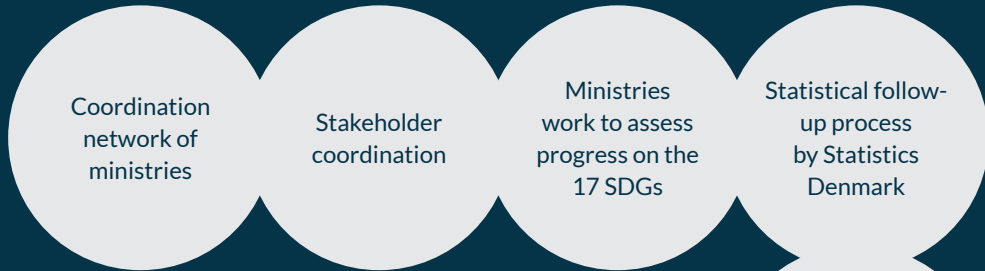 Coordination
network of
ministries
Stakeholder
coordination
Ministries
work to assess
progress on the
17 SDGs
Statistical follow-
up process
by Statistics
Denmark